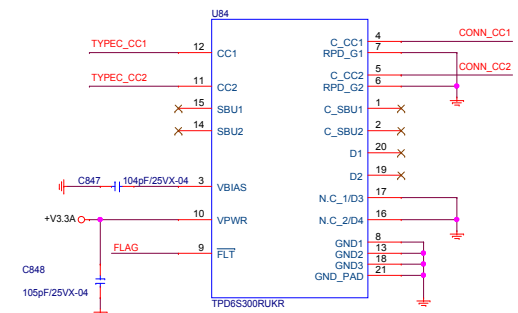 U84
TYPEC_CC1 12 CC1 C_CC1 4 CONN_CC1
RPD_G1 7
TYPEC_CC2 11 CC2 C_CC2 5 CONN_CC2
RPD_G2 6
15 SBU1 C_SBU1 1
14 SBU2 C_SBU2 2
D1 20
D2 19
C847 104pF/25VX-04 3 VBIAS
N.C_1/D3 17
+V3.3A 10 VPWR N.C_2/D4 16
FLAG 9 FLT
GND1 8
GND2 13
GND3 18
GND_PAD 21
C848
105pF/25VX-04
TPD6S300RUKR